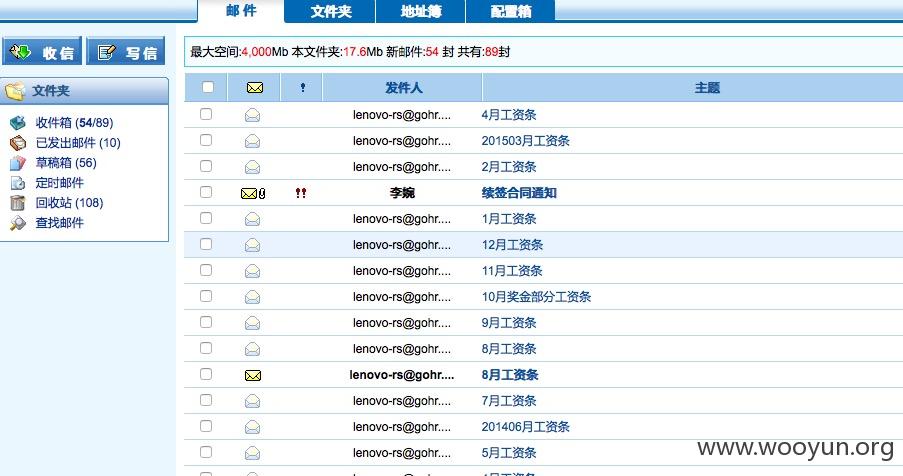 邮件 文件夹 地址簿 配置箱
收信 写信
最大空间:4,000Mb 本文件夹:17.6Mb 新邮件:54 封 共有:89封
文件夹
收件箱 (54/89)
已发出邮件 (10)
草稿箱 (56)
定时邮件
回收站 (108)
查找邮件
! 发件人 主题
lenovo-rs@gohr.... 4月工资条
lenovo-rs@gohr.... 201503月工资条
lenovo-rs@gohr.... 2月工资条
!! 李婉 续签合同通知
lenovo-rs@gohr.... 1月工资条
lenovo-rs@gohr.... 12月工资条
lenovo-rs@gohr.... 11月工资条
lenovo-rs@gohr.... 10月奖金部分工资条
lenovo-rs@gohr.... 9月工资条
lenovo-rs@gohr.... 8月工资条
lenovo-rs@gohr.... 8月工资条
lenovo-rs@gohr.... 7月工资条
lenovo-rs@gohr.... 201406月工资条
lenovo-rs@gohr.... 5月工资条
www.wooyun.org